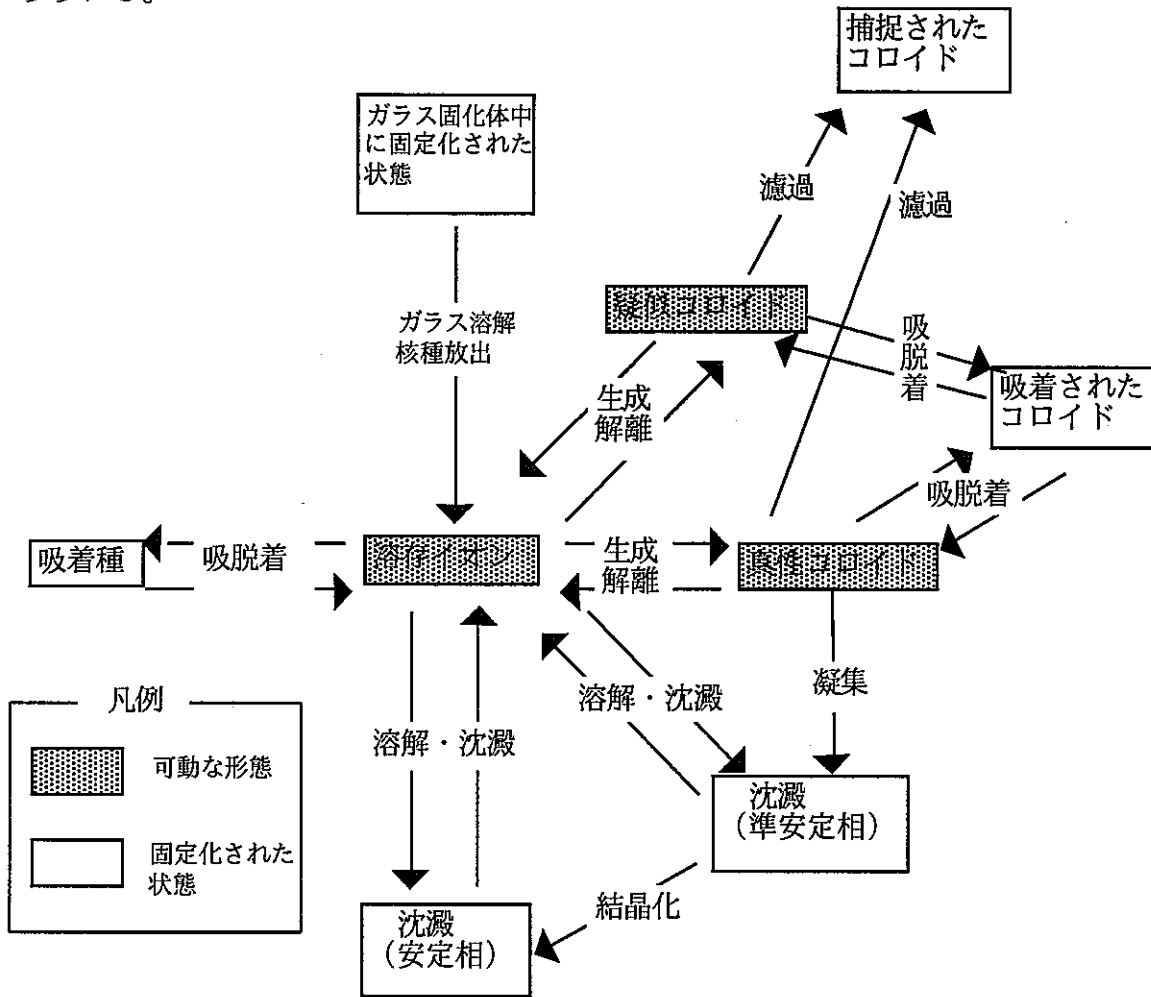 捕捉された
コロイド
ガラス固化体中
に固定化された
状態
濾過
濾過
疑似コロイド
ガラス溶解
核種放出
吸
脱
着
吸着された
コロイド
生成
解離
吸脱着
吸着種
吸脱着
溶存イオン
生成
解離
真性コロイド
凡例
可動な形態
固定化された
状態
溶解・沈澱
溶解・沈澱
凝集
沈澱
（準安定相）
結晶化
沈澱
（安定相）